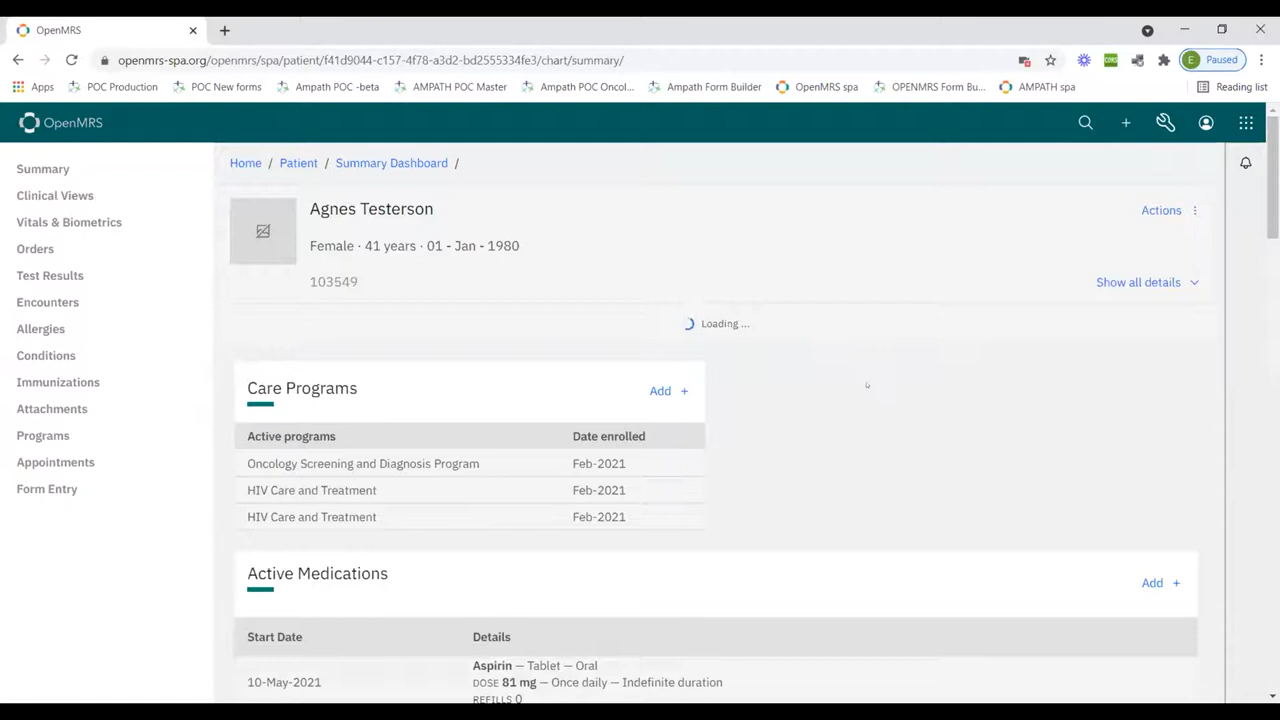 OpenMRS
openmrs-spa.org/openmrs/spa/patient/f41d9044-c157-4f78-a3d2-bd2555334fe3/chart/summary/
E Paused
Apps POC Production POC New forms Ampath POC -beta AMPATH POC Master Ampath POC Oncol... Ampath Form Builder OpenMRS spa OPENMRS Form Bu... AMPATH spa Reading list
OpenMRS
Summary
Clinical Views
Vitals & Biometrics
Orders
Test Results
Encounters
Allergies
Conditions
Immunizations
Attachments
Programs
Appointments
Form Entry
Home / Patient / Summary Dashboard /
Agnes Testerson
Actions
Female · 41 years · 01 - Jan - 1980
103549
Show all details
Loading ...
Care Programs
Add +
Active programs Date enrolled
Oncology Screening and Diagnosis Program Feb-2021
HIV Care and Treatment Feb-2021
HIV Care and Treatment Feb-2021
Active Medications
Add +
Start Date Details
Aspirin — Tablet — Oral
10-May-2021 DOSE 81 mg — Once daily — Indefinite duration
REFILLS 0